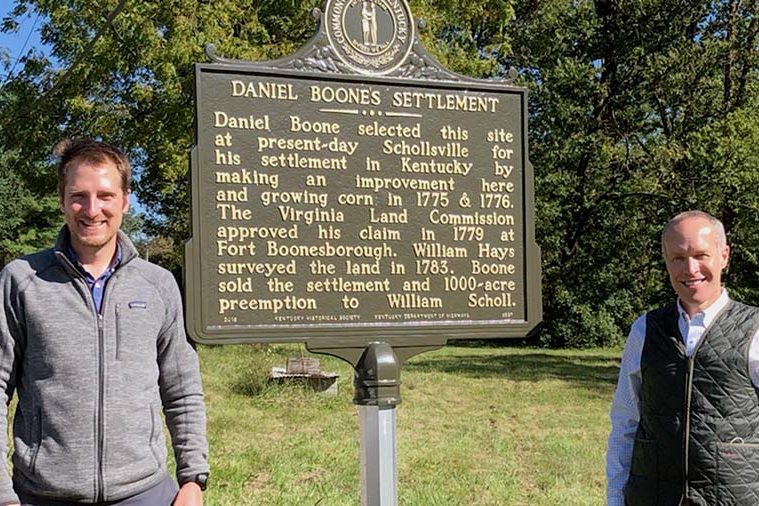 DANIEL BOONE'S SETTLEMENT
Daniel Boone selected this site
at present-day Schollsville for
his settlement in Kentucky by
making an improvement here
and growing corn in 1775 & 1776.
The Virginia Land Commission
approved his claim in 1779 at
Fort Boonesborough. William Hays
surveyed the land in 1783. Boone
sold the settlement and 1000-acre
preemption to William Scholl.
KENTUCKY HISTORICAL SOCIETY KENTUCKY DEPARTMENT OF HIGHWAYS